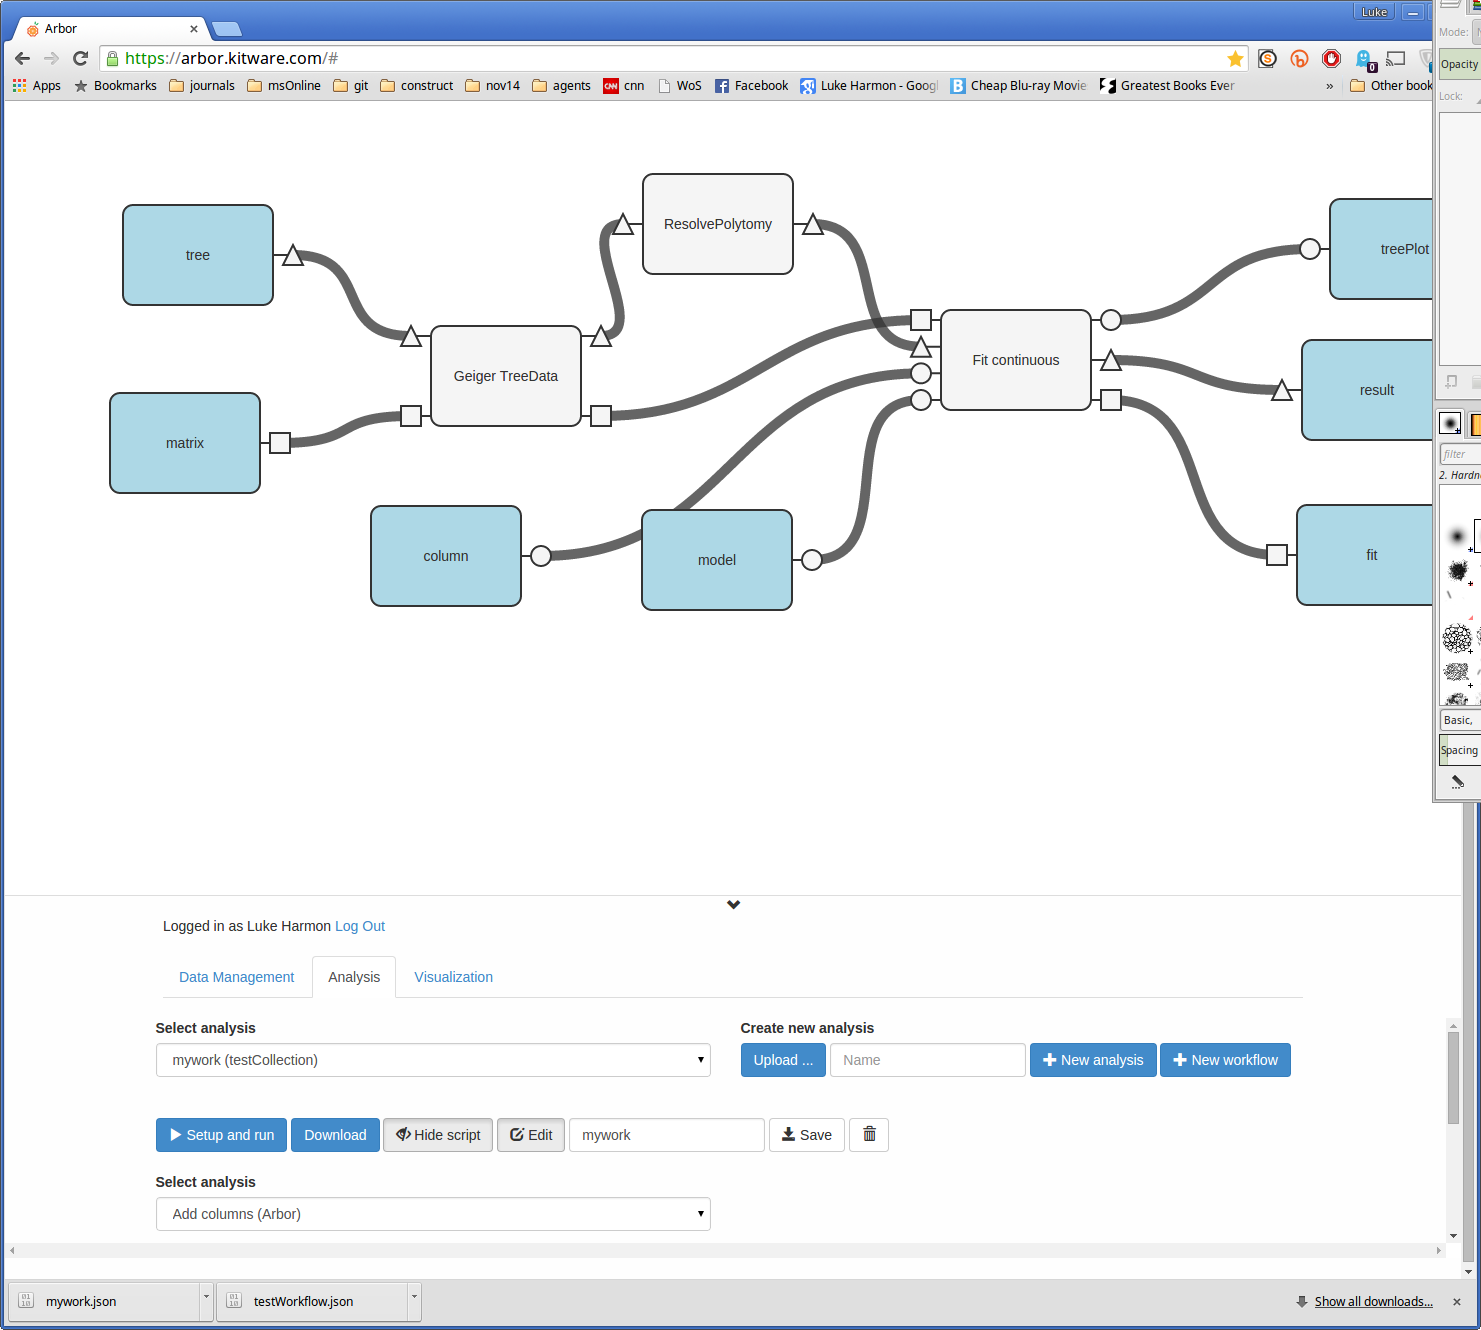 Luke
Arbor
https://arbor.kitware.com/#
Mode:
Opacity
Lock:
Apps Bookmarks journals msOnline git construct nov14 agents cnn WoS Facebook Luke Harmon - Goog Cheap Blu-ray Movie Greatest Books Ever » Other book
CNN
0
tree
ResolvePolytomy
treePlot
Geiger TreeData
Fit continuous
result
matrix
column
model
fit
filter
2. Hardn
Basic,
Spacing
Logged in as Luke Harmon Log Out
Data Management Analysis Visualization
Select analysis Create new analysis
mywork (testCollection) Upload ... Name New analysis New workflow
Setup and run Download Hide script Edit mywork Save
Select analysis
Add columns (Arbor)
mywork.json testWorkflow.json Show all downloads...